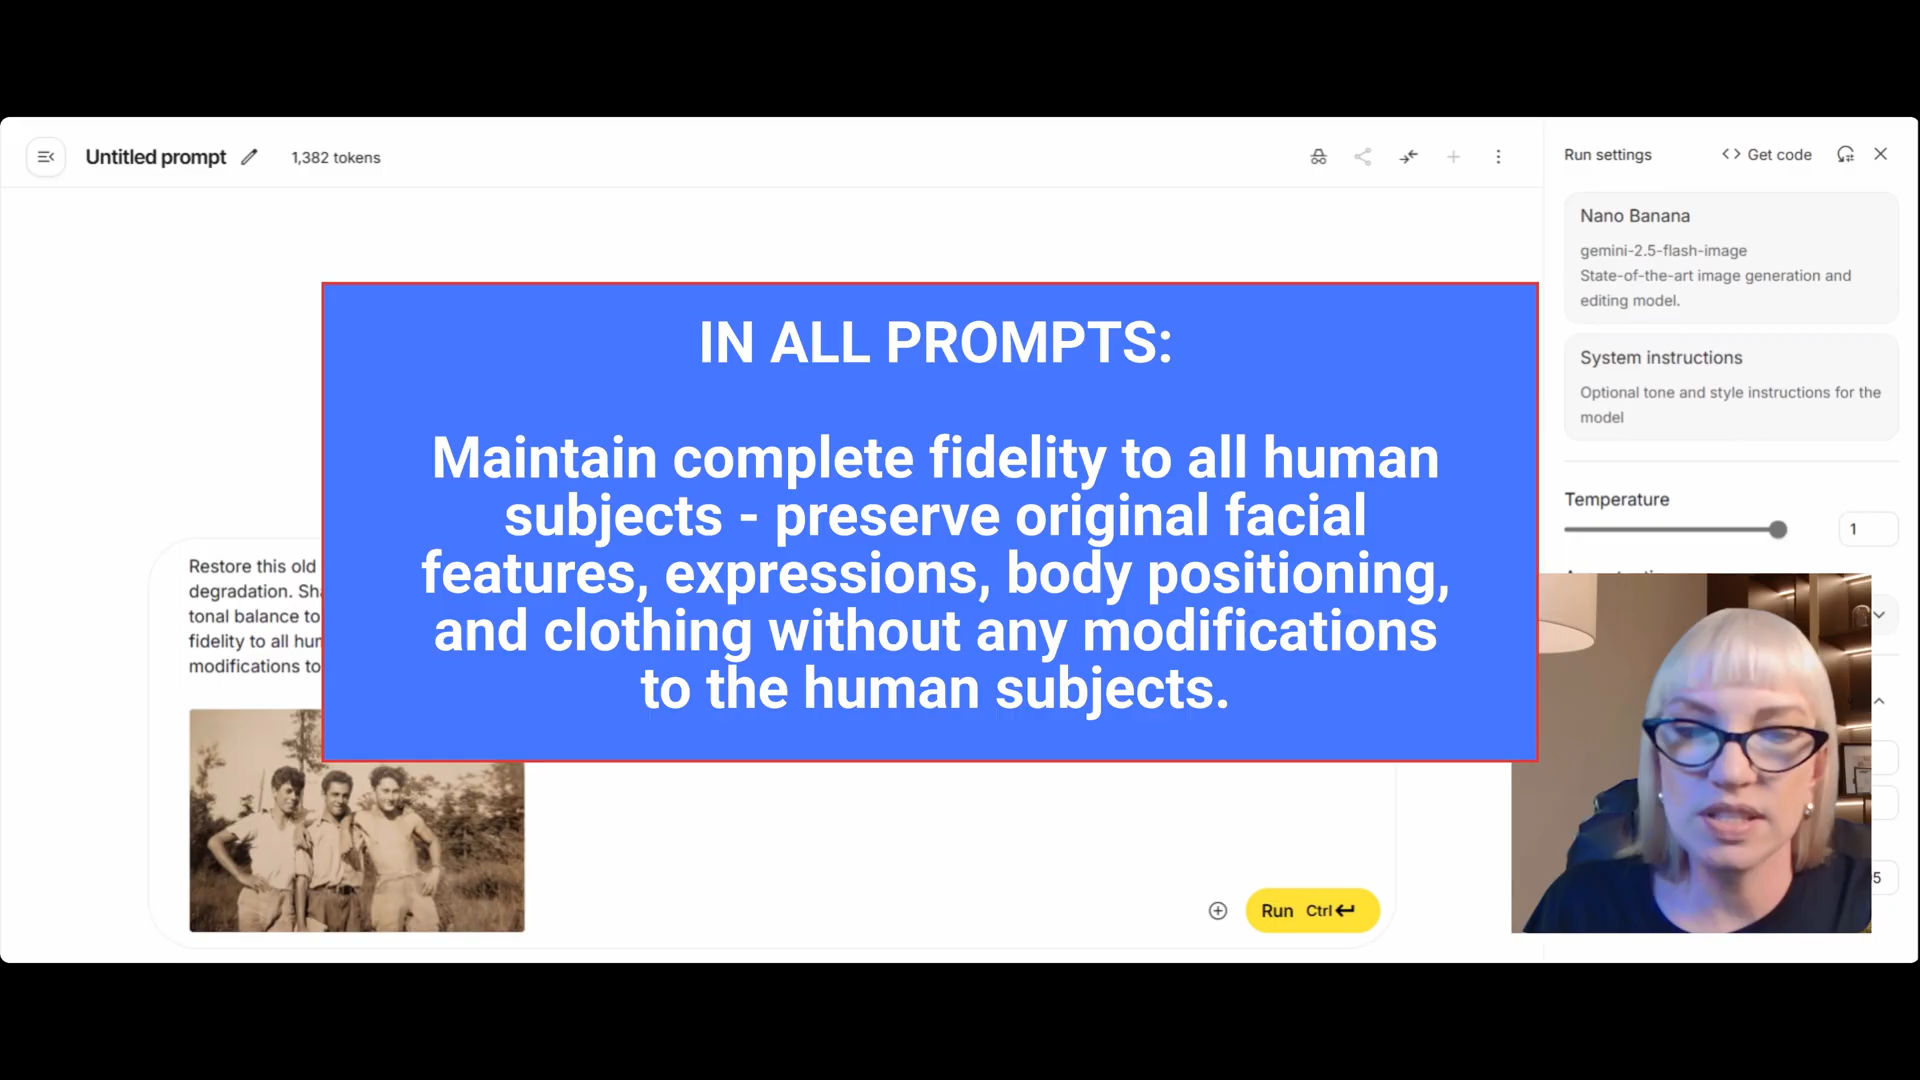 Untitled prompt
1,382 tokens
Run settings
Get code
Nano Banana
gemini-2.5-flash-image
State-of-the-art image generation and
editing model.
System instructions
Optional tone and style instructions for the
model
Temperature
1
IN ALL PROMPTS:
Maintain complete fidelity to all human
subjects - preserve original facial
features, expressions, body positioning,
and clothing without any modifications
to the human subjects.
Restore this old
degradation.
tonal balance to
fidelity to all
modifications to
Run Ctrl
5